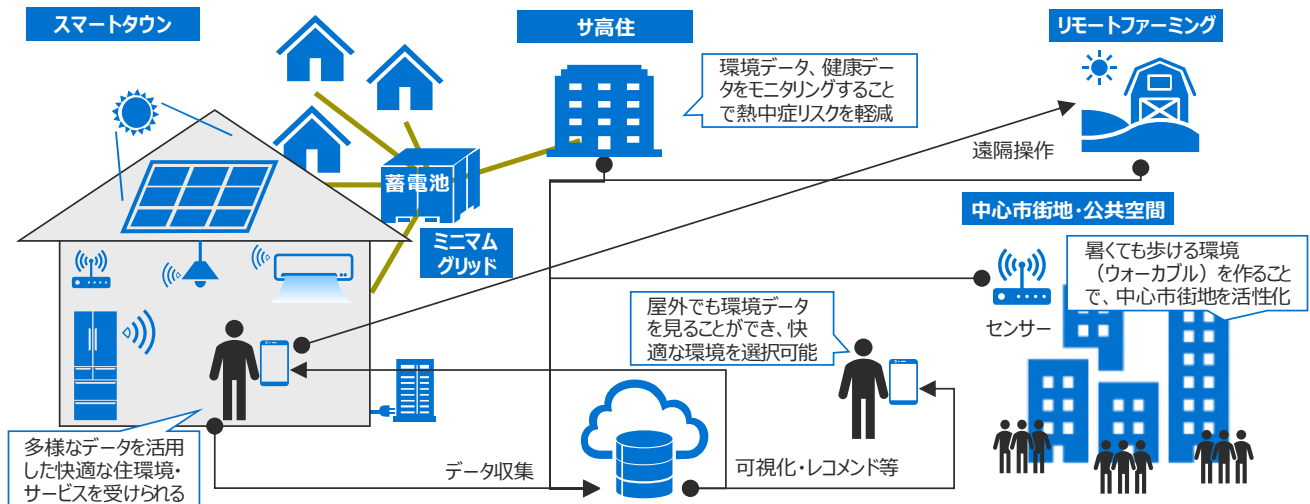 スマートタウン
サ高住
リモートファーミング
環境データ、健康デー
タをモニタリングすること
で熱中症リスクを軽減
遠隔操作
蓄電池
ミニマム
グリッド
中心市街地・公共空間
暑くても歩ける環境
（ウォーカブル）を作ること
で、中心市街地を活性化
センサー
屋外でも環境データ
を見ることができ、快
適な環境を選択可能
多様なデータを活用
した快適な住環境・
サービスを受けられる
データ収集
可視化・レコメンド等